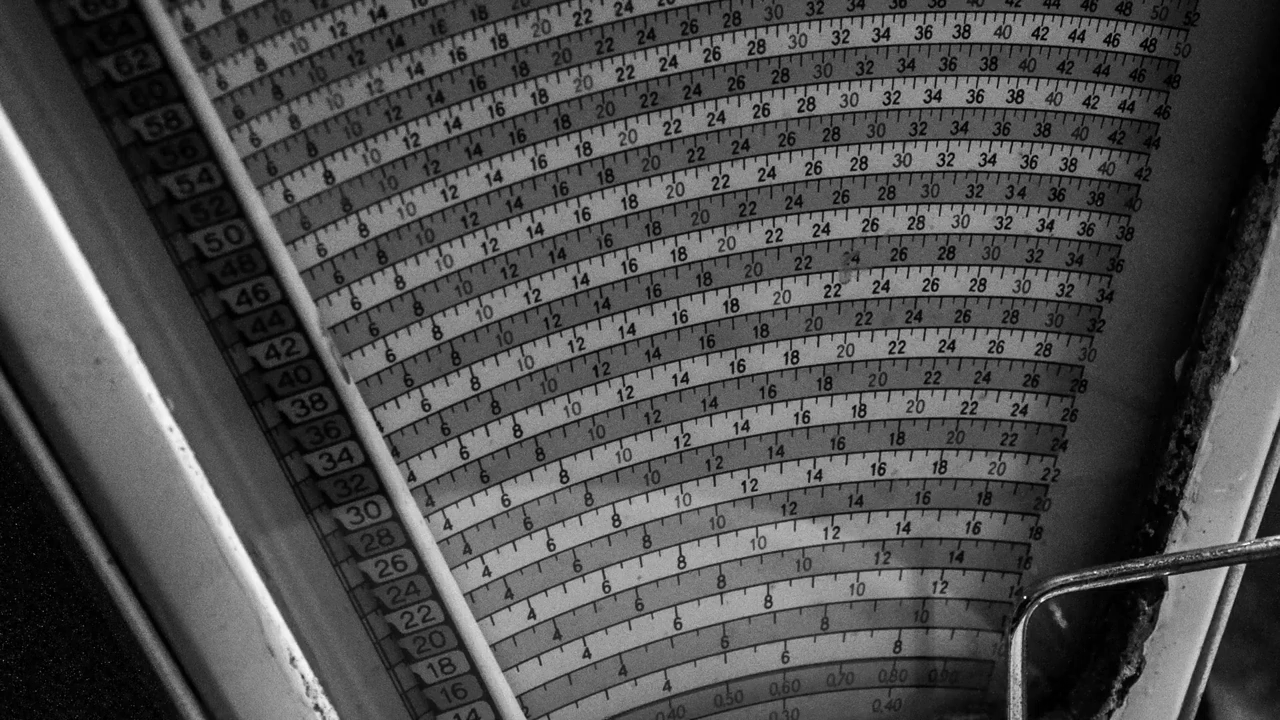 64
62
60
58
56
54
52
50
48
46
44
42
40
38
36
34
32
30
28
26
24
22
20
18
16
14
6 8 10 12 14 16 18 20 22 24 26 28 30 32 34 36 38 40 42 44 46 48 50 52
6 8 10 12 14 16 18 20 22 24 26 28 30 32 34 36 38 40 42 44 46 48 50
6 8 10 12 14 16 18 20 22 24 26 28 30 32 34 36 38 40 42 44 46 48
6 8 10 12 14 16 18 20 22 24 26 28 30 32 34 36 38 40 42 44 46
6 8 10 12 14 16 18 20 22 24 26 28 30 32 34 36 38 40 42 44
6 8 10 12 14 16 18 20 22 24 26 28 30 32 34 36 38 40 42
6 8 10 12 14 16 18 20 22 24 26 28 30 32 34 36 38 40
6 8 10 12 14 16 18 20 22 24 26 28 30 32 34 36 38
6 8 10 12 14 16 18 20 22 24 26 28 30 32 34 36
6 8 10 12 14 16 18 20 22 24 26 28 30 32 34
6 8 10 12 14 16 18 20 22 24 26 28 30 32
4 6 8 10 12 14 16 18 20 22 24 26 28 30
4 6 8 10 12 14 16 18 20 22 24 26 28
4 6 8 10 12 14 16 18 20 22 24 26
4 6 8 10 12 14 16 18 20 22 24
4 6 8 10 12 14 16 18 20 22
4 6 8 10 12 14 16 18 20
4 6 8 10 12 14 16 18
4 6 8 10 12 14 16
4 6 8 10 12 14
4 6 8 10
4 6 8 10
0,40 0,50 0,60 0,70 0,80 0,90
0,30 0,40